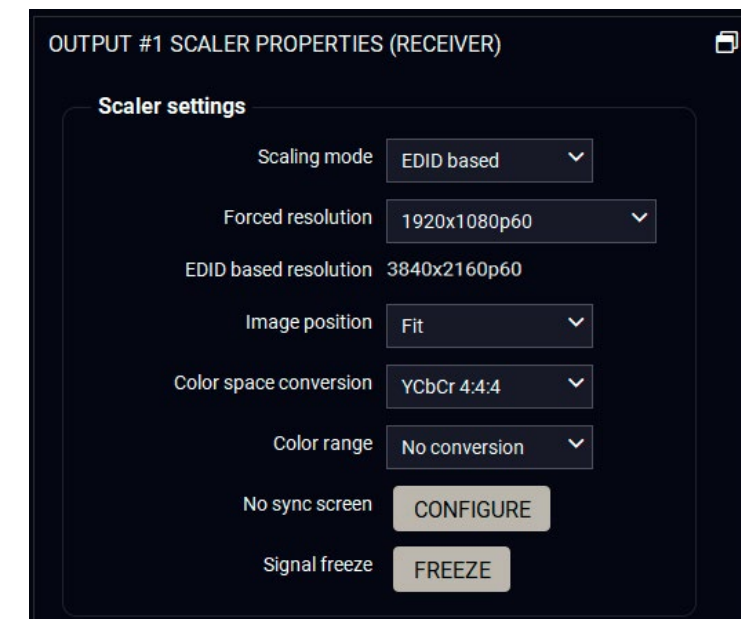 OUTPUT #1 SCALER PROPERTIES (RECEIVER)
Scaler settings
Scaling mode EDID based
Forced resolution 1920x1080p60
EDID based resolution 3840x2160p60
Image position Fit
Color space conversion YCbCr 4:4:4
Color range No conversion
No sync screen CONFIGURE
Signal freeze FREEZE